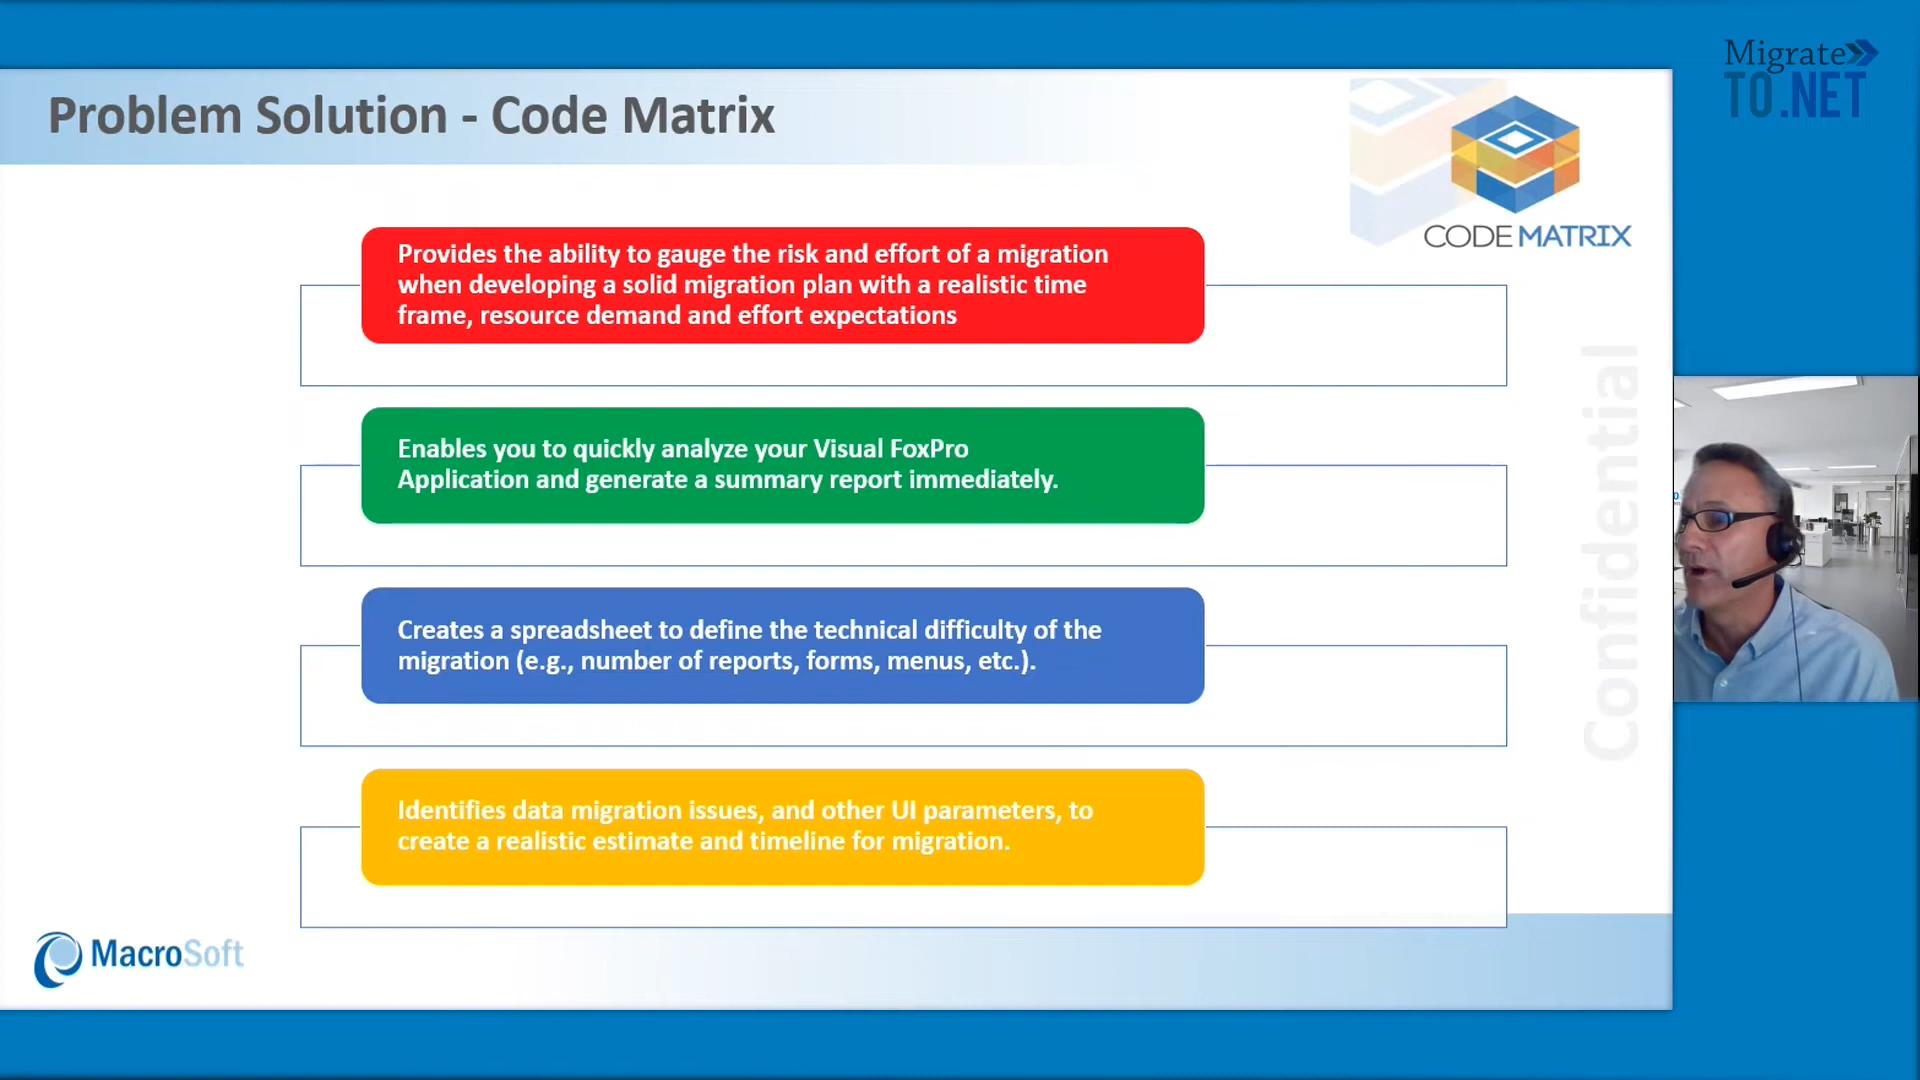 Migrate
TO.NET
Problem Solution - Code Matrix
CODE MATRIX
Provides the ability to gauge the risk and effort of a migration
when developing a solid migration plan with a realistic time
frame, resource demand and effort expectations
Enables you to quickly analyze your Visual FoxPro
Application and generate a summary report immediately.
Creates a spreadsheet to define the technical difficulty of the
migration (e.g., number of reports, forms, menus, etc.).
Identifies data migration issues, and other UI parameters, to
create a realistic estimate and timeline for migration.
Confidential
MacroSoft